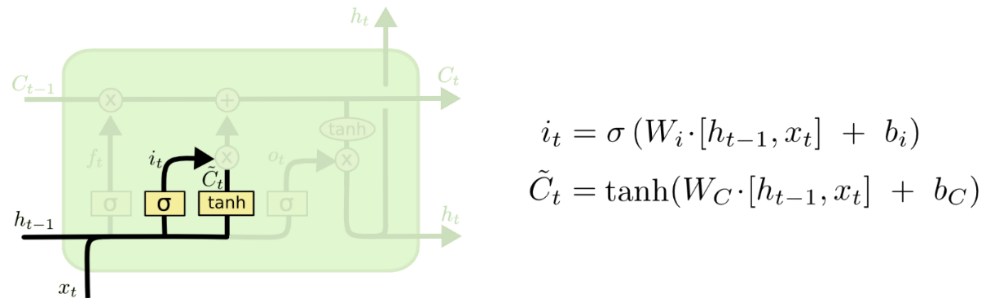 h_t
C_{t-1} C_t
x +
tanh
f_t i_t x o_t x
C̃_t
σ σ tanh σ
h_{t-1} h_t
x_t
i_t = σ (W_i·[h_{t-1}, x_t] + b_i)
C̃_t = tanh(W_C·[h_{t-1}, x_t] + b_C)